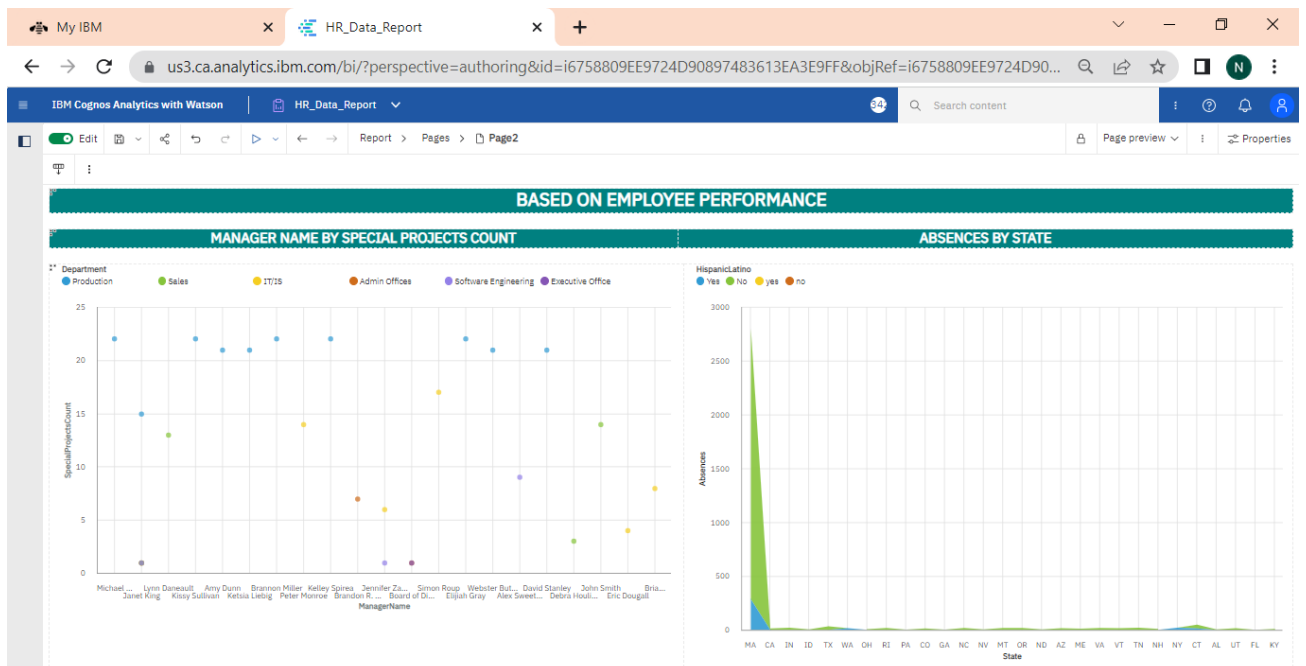 My IBM
HR_Data_Report
us3.ca.analytics.ibm.com/bi/?perspective=authoring&id=i6758809EE9724D90897483613EA3E9FF&objRef=i6758809EE9724D90...
N
IBM Cognos Analytics with Watson
HR_Data_Report
Search content
Edit
Report > Pages > Page2
Page preview
Properties
BASED ON EMPLOYEE PERFORMANCE
MANAGER NAME BY SPECIAL PROJECTS COUNT
ABSENCES BY STATE
Department
Production Sales IT/IS Admin Offices Software Engineering Executive Office
25
20
15
10
5
0
SpecialProjectsCount
Michael ... Lynn Daneault Amy Dunn Brannon Miller Kelley Spirea Jennifer Za... Simon Roup Webster But... David Stanley John Smith Bria...
Janet King Kissy Sullivan Ketsia Liebig Peter Monroe Brandon R. ... Board of Di... Elijiah Gray Alex Sweet... Debra Houli... Eric Dougall
ManagerName
HispanicLatino
Yes No yes no
3000
2500
2000
1500
1000
500
0
Absences
MA CA IN ID TX WA OH RI PA CO GA NC NV MT OR ND AZ ME VA VT TN NH NY CT AL UT FL KY
State